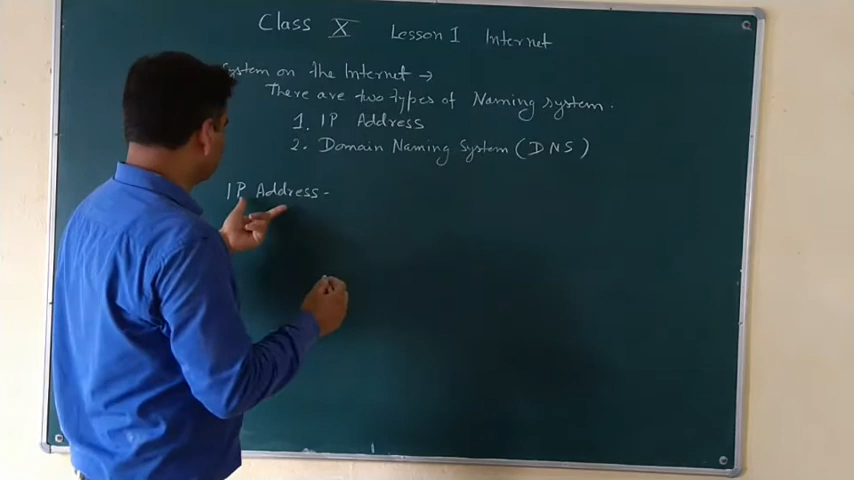 Class X Lesson 1 Internet
System on the Internet →
There are two types of Naming system.
1. IP Address
2. Domain Naming System (DNS)
IP Address-